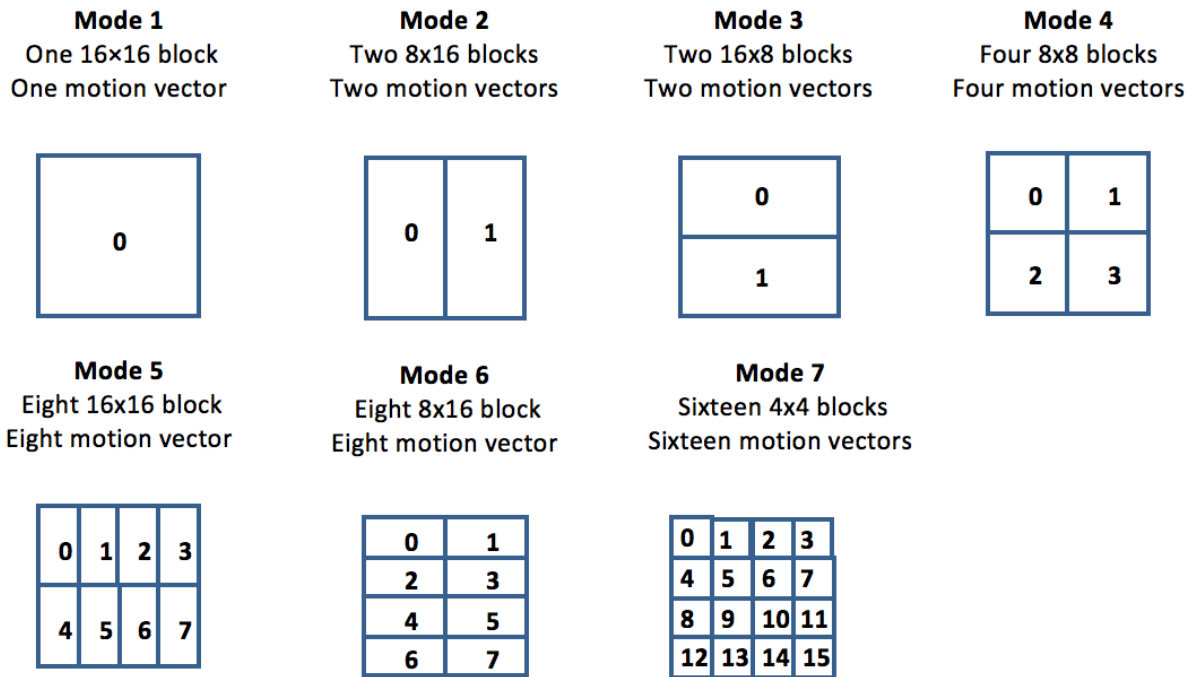 Mode 1
One 16×16 block
One motion vector
Mode 2
Two 8x16 blocks
Two motion vectors
Mode 3
Two 16x8 blocks
Two motion vectors
Mode 4
Four 8x8 blocks
Four motion vectors
0
0 1
0
1
0 1
2 3
Mode 5
Eight 16x16 block
Eight motion vector
Mode 6
Eight 8x16 block
Eight motion vector
Mode 7
Sixteen 4x4 blocks
Sixteen motion vectors
0 1 2 3
4 5 6 7
0 1
2 3
4 5
6 7
0 1 2 3
4 5 6 7
8 9 10 11
12 13 14 15